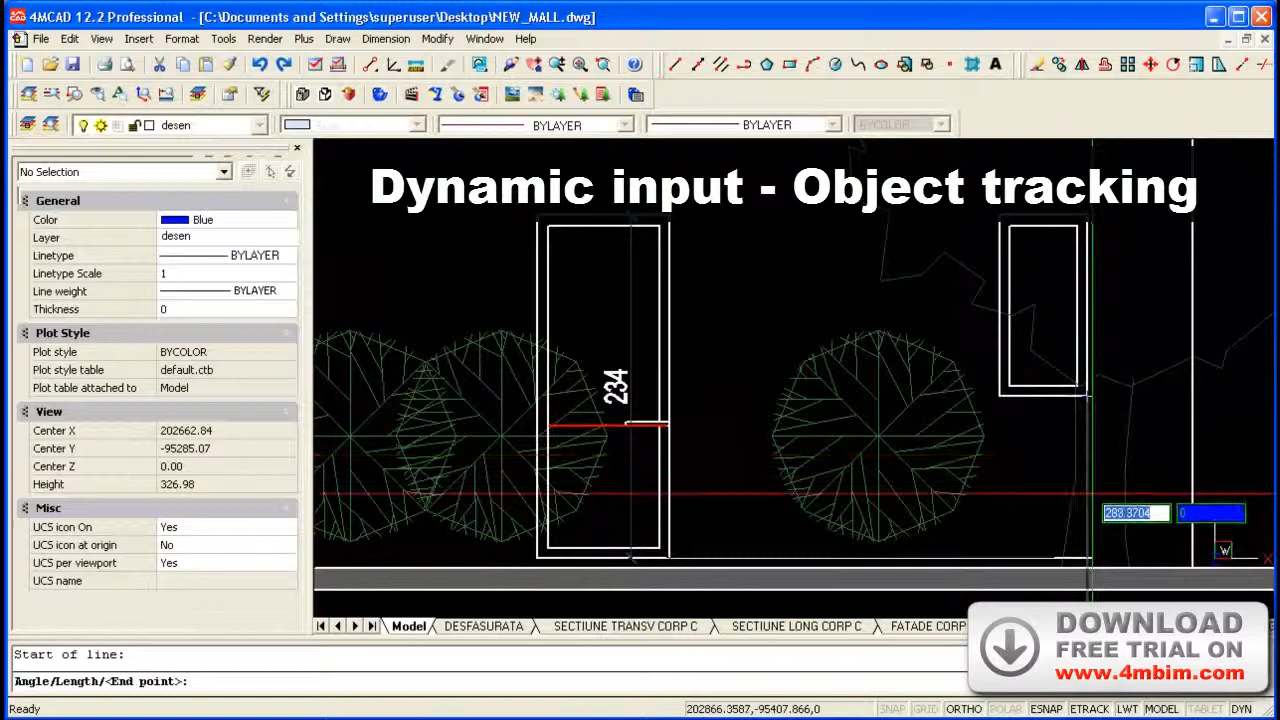 4MCAD 12.2 Professional - [C:\Documents and Settings\superuser\Desktop\NEW_MALL.dwg]
File Edit View Insert Format Tools Render Plus Draw Dimension Modify Window Help
desen
BYLAYER
BYLAYER
BYCOLOR
Dynamic input - Object tracking
No Selection
General
Color Blue
Layer desen
Linetype BYLAYER
Linetype Scale 1
Line weight BYLAYER
Thickness 0
Plot Style
Plot style BYCOLOR
Plot style table default.ctb
Plot table attached to Model
View
Center X 202662.84
Center Y -95285.07
Center Z 0.00
Height 326.98
Misc
UCS icon On Yes
UCS icon at origin No
UCS per viewport Yes
UCS name
234
283.3704 0
W
X
Model DESFASURATA SECTIUNE TRANSV CORP C SECTIUNE LONG CORP C FATADE CORP
Start of line:
Angle/Length/<End point>:
DOWNLOAD
FREE TRIAL ON
www.4mbim.com
Ready 202866.3587,-95407.866,0 SNAP GRID ORTHO POLAR ESNAP ETRACK LWT MODEL TABLET DYN